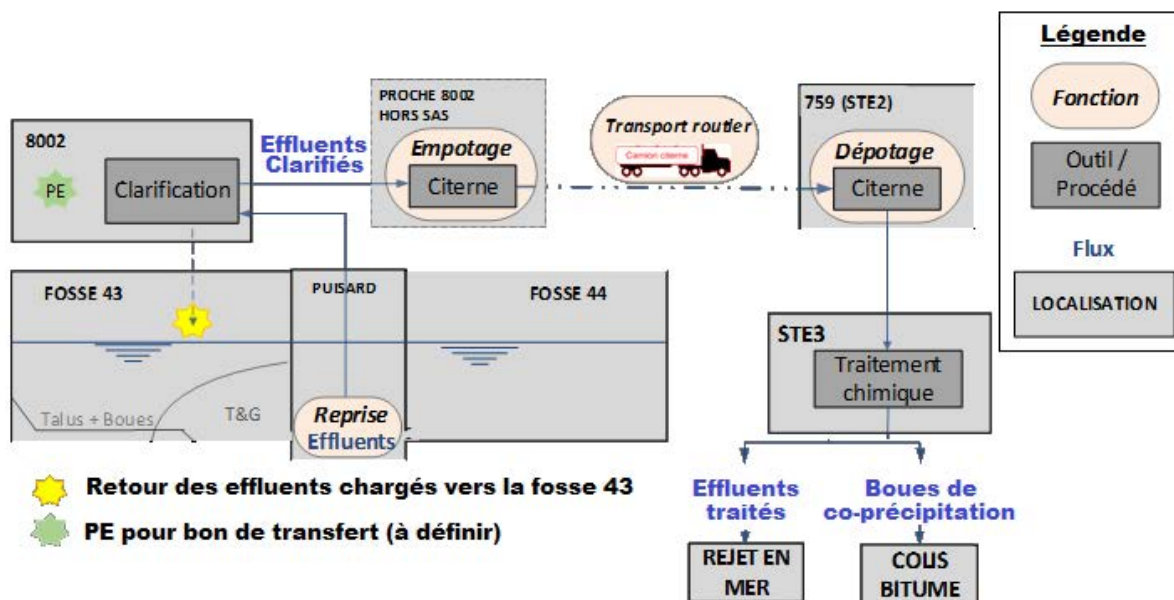 8002
PE
Clarification
Effluents
Clarifiés
PROCHE 8002
HORS SAS
Empotage
Citerne
Transport routier
Camion citerne
759 (STE2)
Dépotage
Citerne
Légende
Fonction
Outil /
Procédé
Flux
LOCALISATION
FOSSE 43
PUISARD
FOSSE 44
Talus + Boues
T&G
Reprise
Effluents
STE3
Traitement
chimique
Retour des effluents chargés vers la fosse 43
PE pour bon de transfert (à définir)
Effluents
traités
Boues de
co-précipitation
REJET EN
MER
COLIS
BITUME